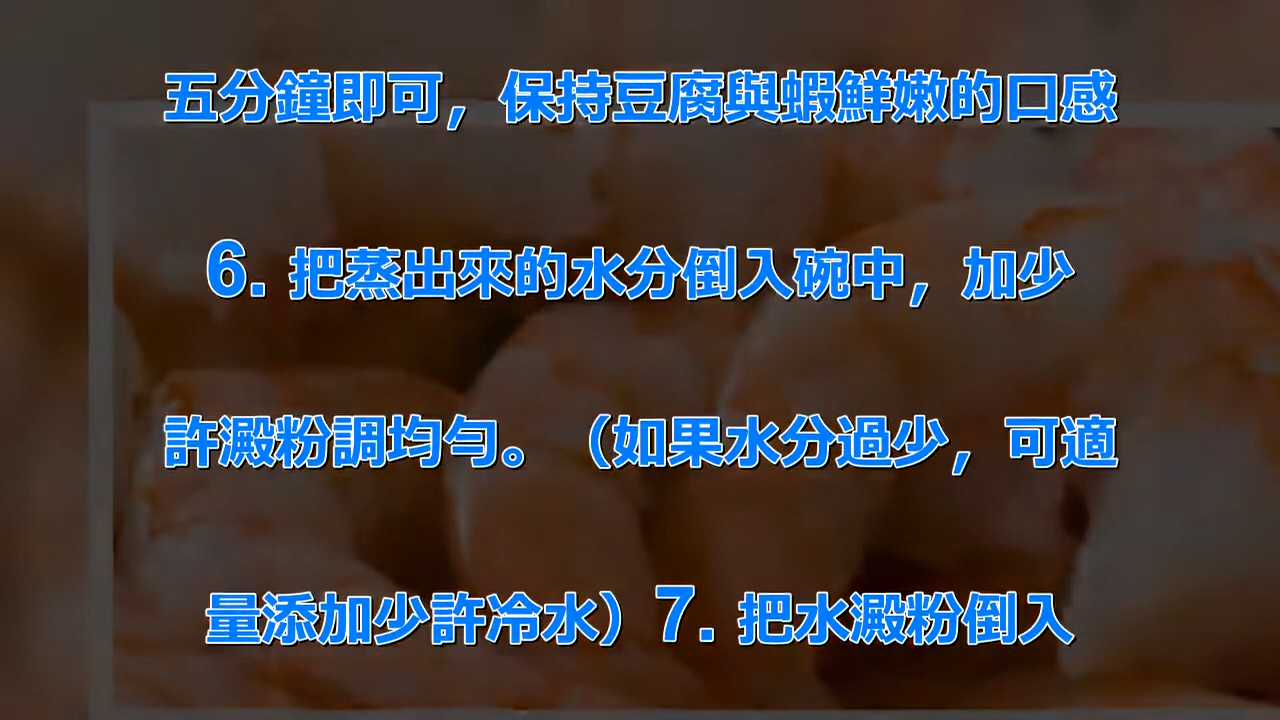 五分鐘即可，保持豆腐與蝦鮮嫩的口感
6. 把蒸出來的水分倒入碗中，加少
許澱粉調均勻。（如果水分過少，可適
量添加少許冷水）7. 把水澱粉倒入